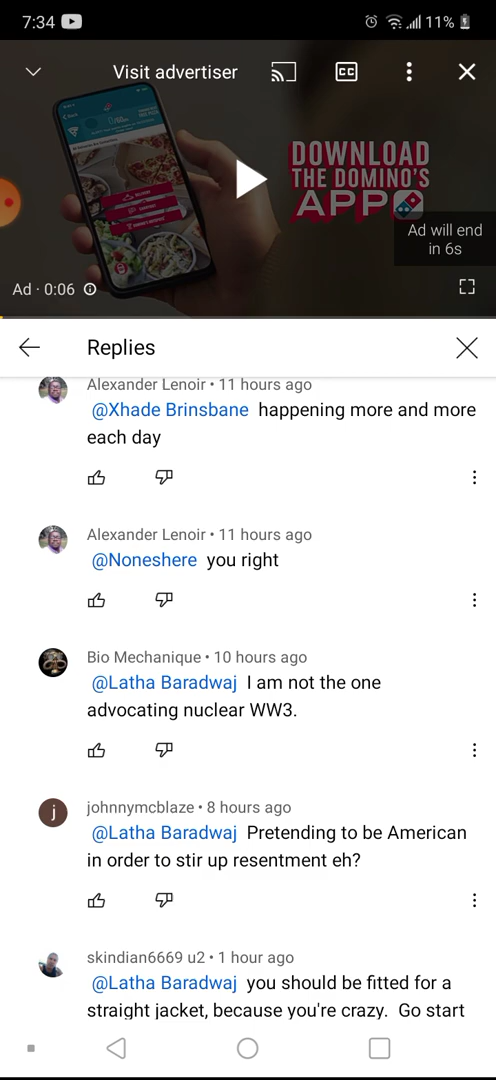 7:34
11%
Visit advertiser
CC
DOWNLOAD
THE DOMINO'S
APP
Ad will end
in 6s
Ad · 0:06
Replies
Alexander Lenoir • 11 hours ago
@Xhade Brinsbane happening more and more
each day
Alexander Lenoir • 11 hours ago
@Noneshere you right
Bio Mechanique • 10 hours ago
@Latha Baradwaj I am not the one
advocating nuclear WW3.
j
johnnymcblaze • 8 hours ago
@Latha Baradwaj Pretending to be American
in order to stir up resentment eh?
skindian6669 u2 • 1 hour ago
@Latha Baradwaj you should be fitted for a
straight jacket, because you're crazy. Go start